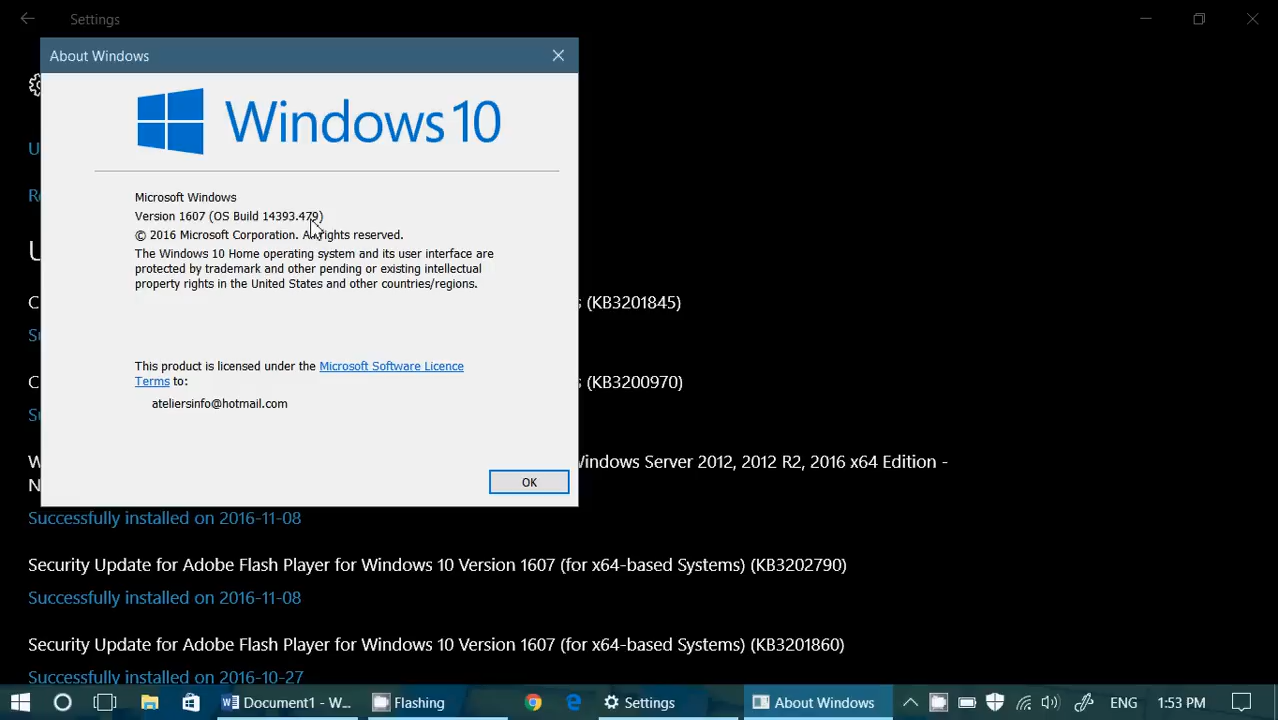 Settings
About Windows
Windows 10
Microsoft Windows
Version 1607 (OS Build 14393.479)
© 2016 Microsoft Corporation. All rights reserved.
The Windows 10 Home operating system and its user interface are
protected by trademark and other pending or existing intellectual
property rights in the United States and other countries/regions.
This product is licensed under the Microsoft Software Licence
Terms to:
ateliersinfo@hotmail.com
OK
(KB3201845)
(KB3200970)
Windows Server 2012, 2012 R2, 2016 x64 Edition -
Successfully installed on 2016-11-08
Security Update for Adobe Flash Player for Windows 10 Version 1607 (for x64-based Systems) (KB3202790)
Successfully installed on 2016-11-08
Security Update for Adobe Flash Player for Windows 10 Version 1607 (for x64-based Systems) (KB3201860)
Successfully installed on 2016-10-27
Document1 - W...
Flashing
Settings
About Windows
ENG
1:53 PM